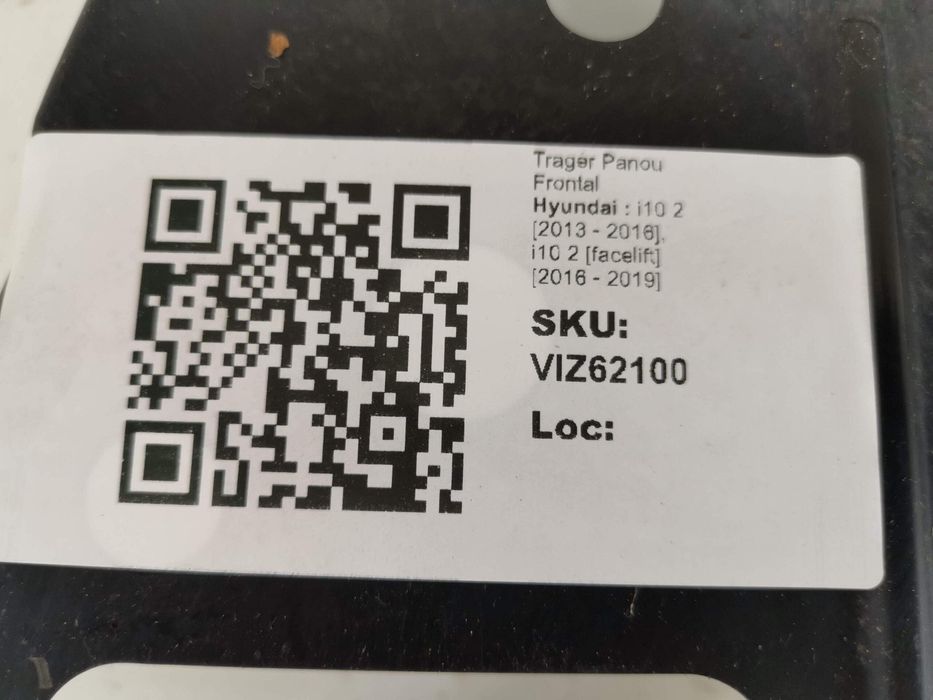 Trager Panou
Frontal
Hyundai : i10 2
[2013 - 2016],
i10 2 [facelift]
[2016 - 2019]
SKU:
VIZ62100
Loc: